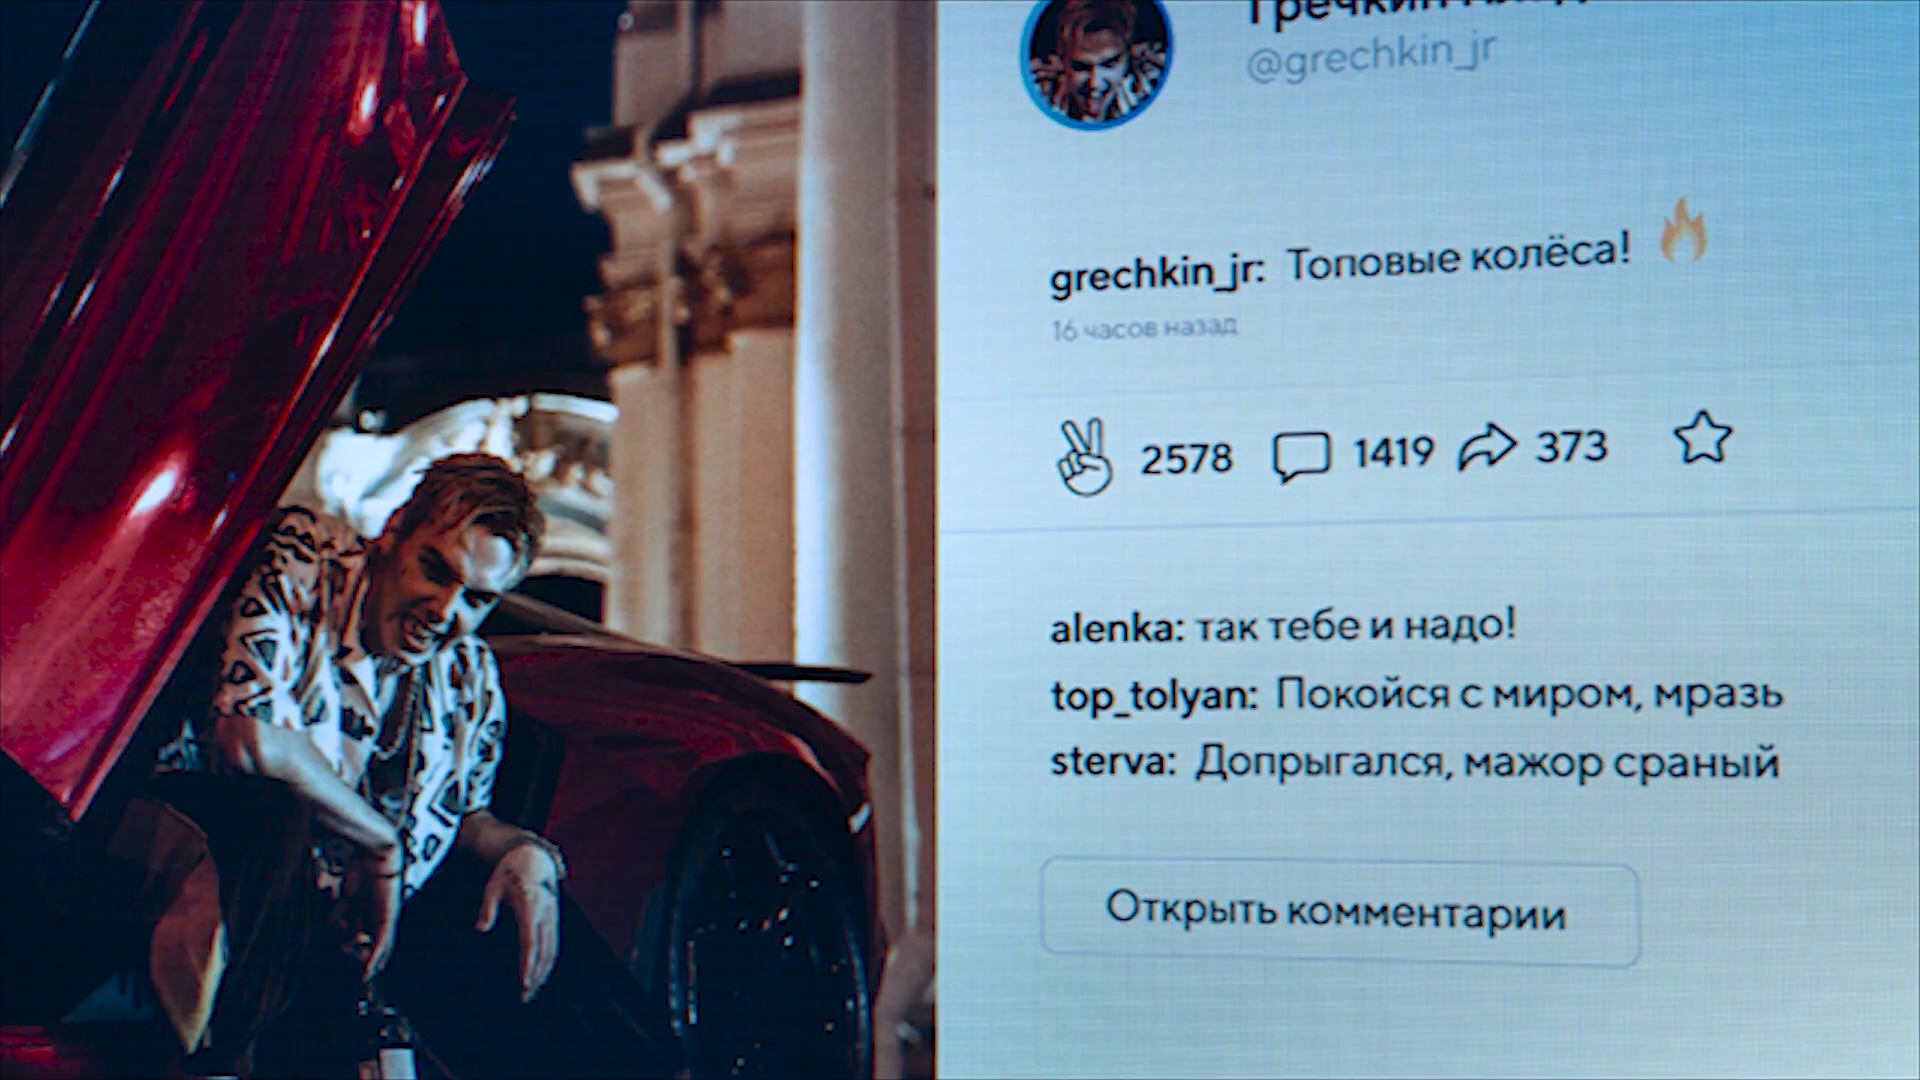 Гречкин
@grechkin_jr
grechkin_jr: Топовые колёса!
16 часов назад
2578 1419 373
alenka: так тебе и надо!
top_tolyan: Покойся с миром, мразь
sterva: Допрыгался, мажор сраный
Открыть комментарии